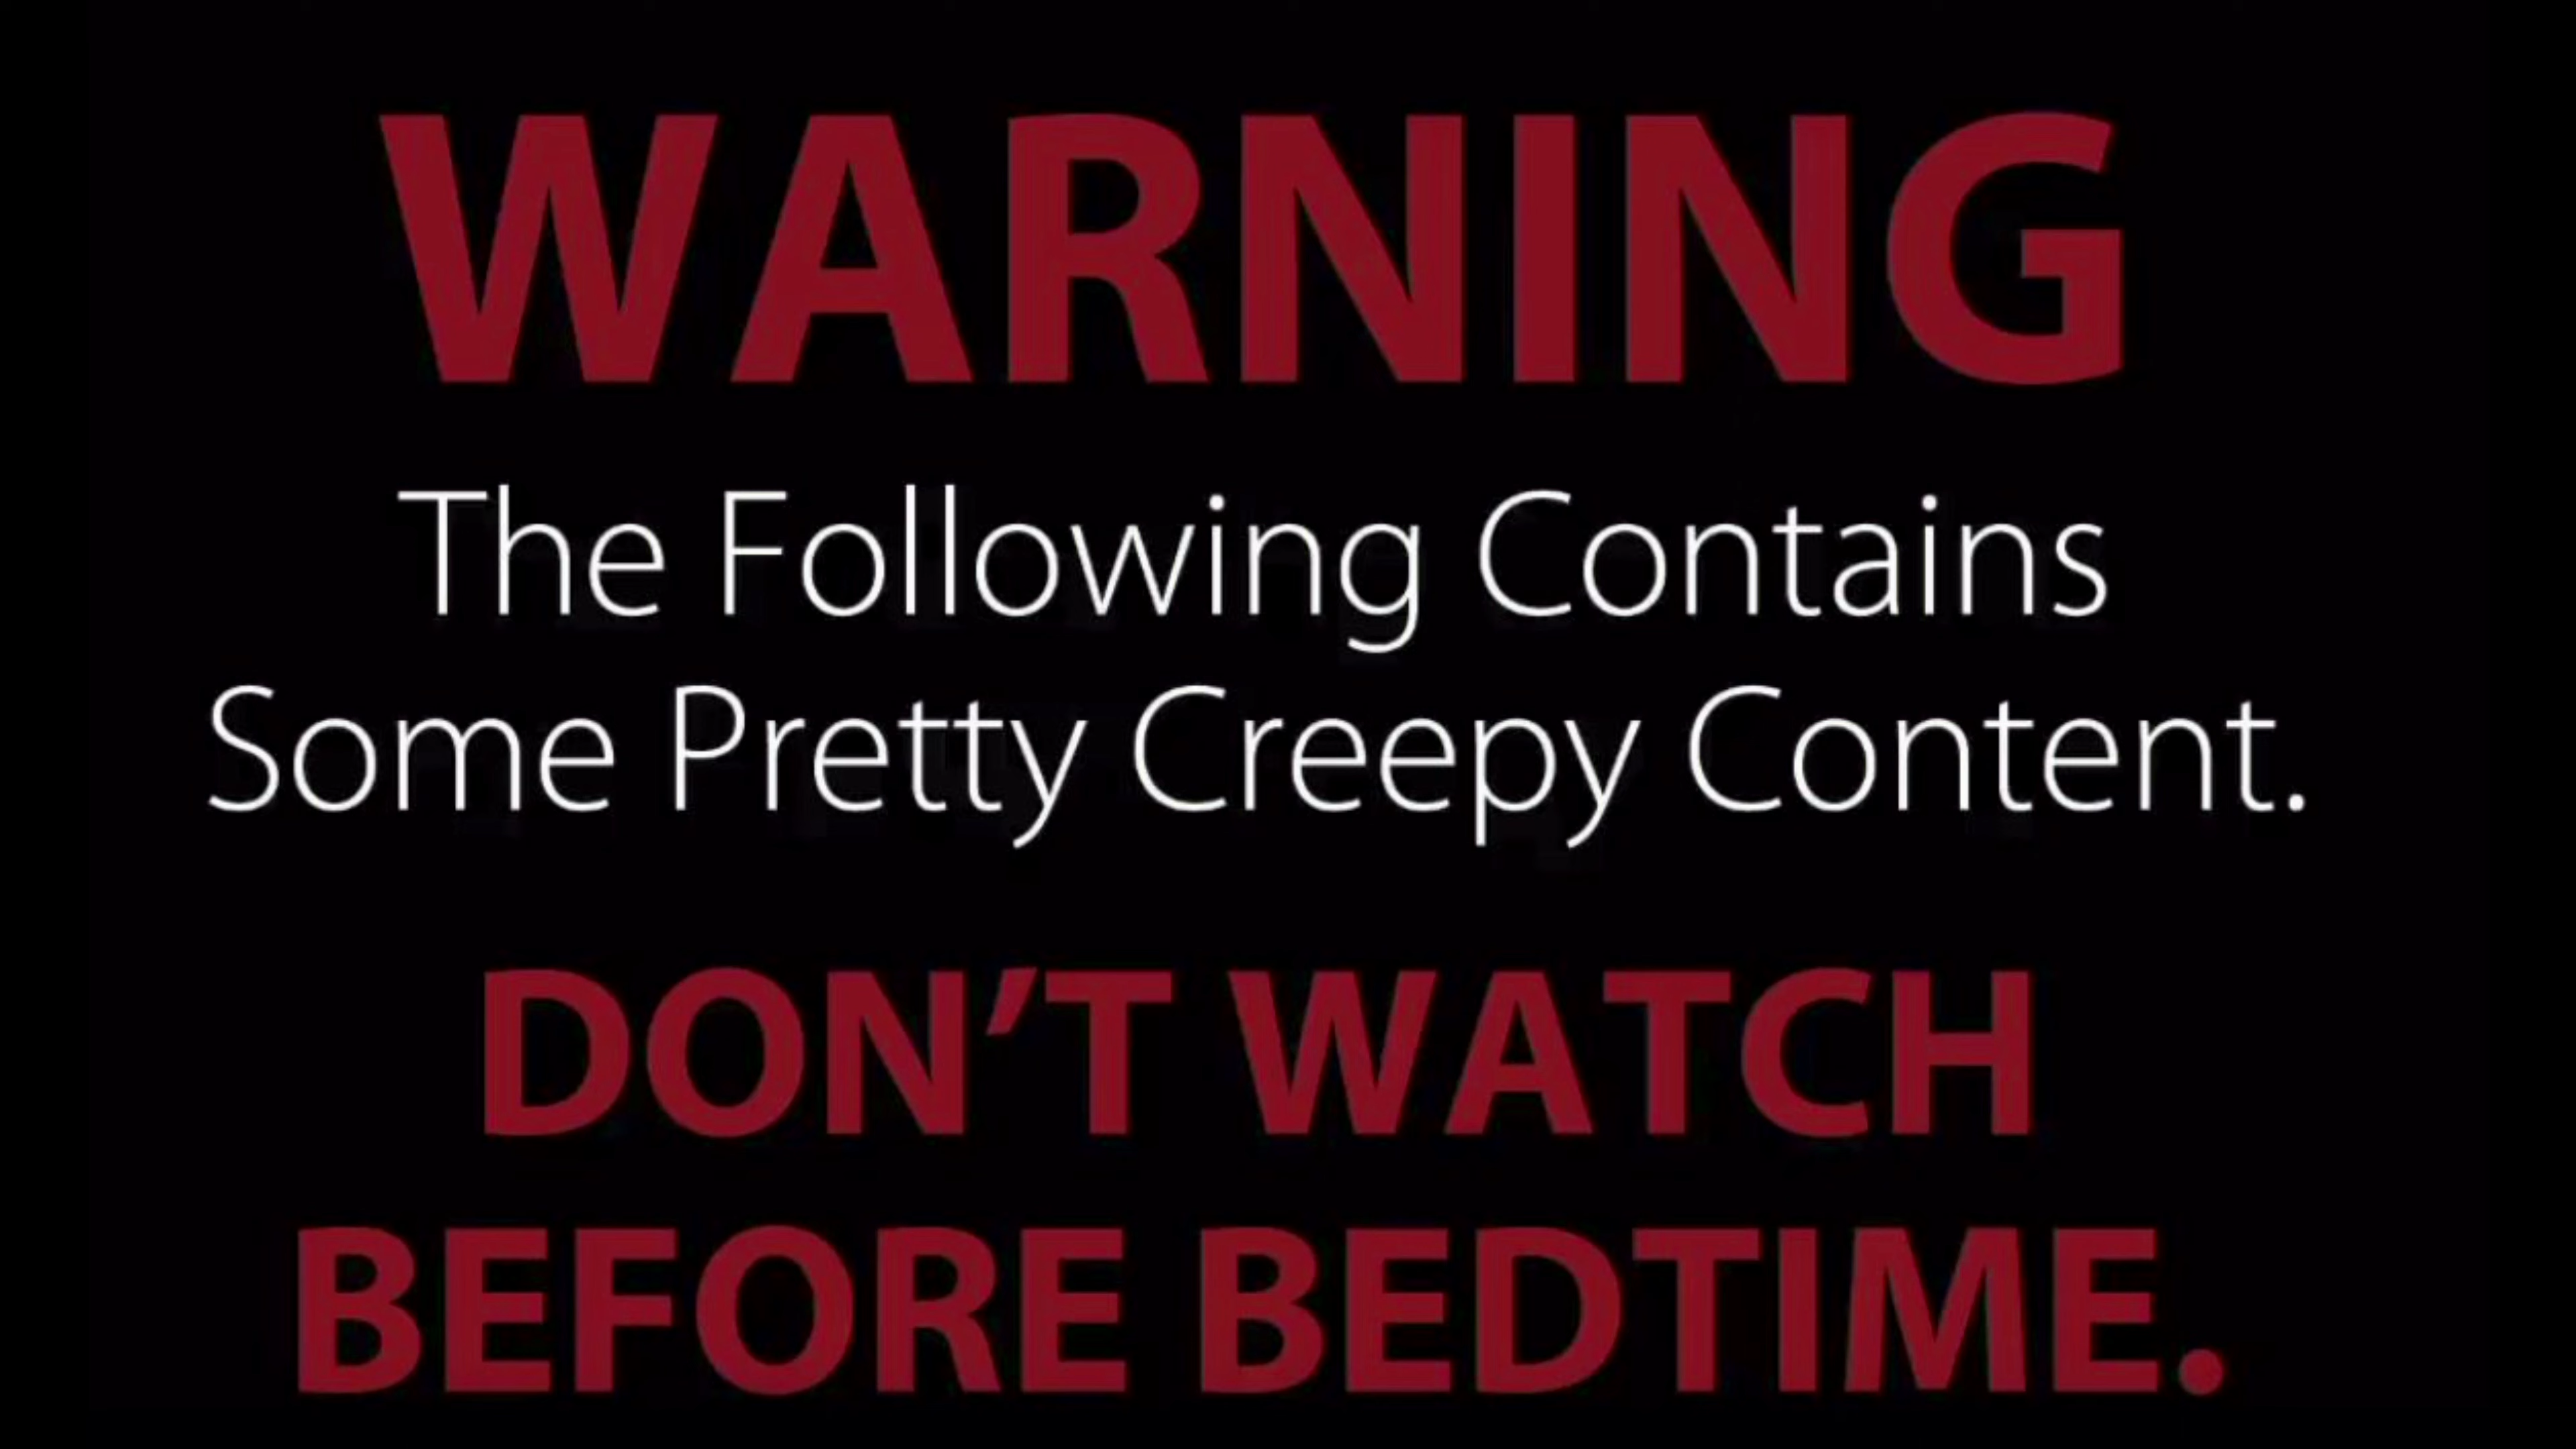 WARNING
The Following Contains
Some Pretty Creepy Content.
DON’T WATCH
BEFORE BEDTIME.